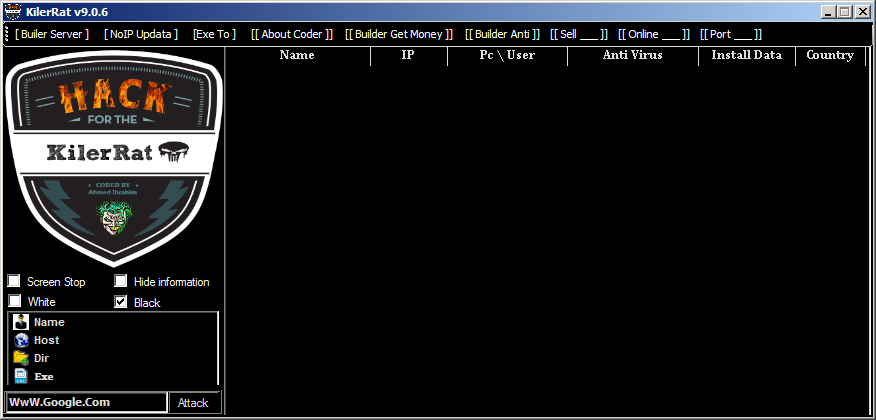 KilerRat v9.0.6
[ Builer Server ] [ NoIP Updata ] [Exe To ] [[ About Coder ]] [[ Builder Get Money ]] [[ Builder Anti ]] [[ Sell ___ ]] [[ Online ____ ]] [[ Port ___ ]]
Name IP Pc \ User Anti Virus Install Data Country
HACK
FOR THE
KilerRat
CODED BY
Ahmed Ibrahim
Screen Stop Hide information
White Black
Name
Host
Dir
Exe
WwW.Google.Com Attack